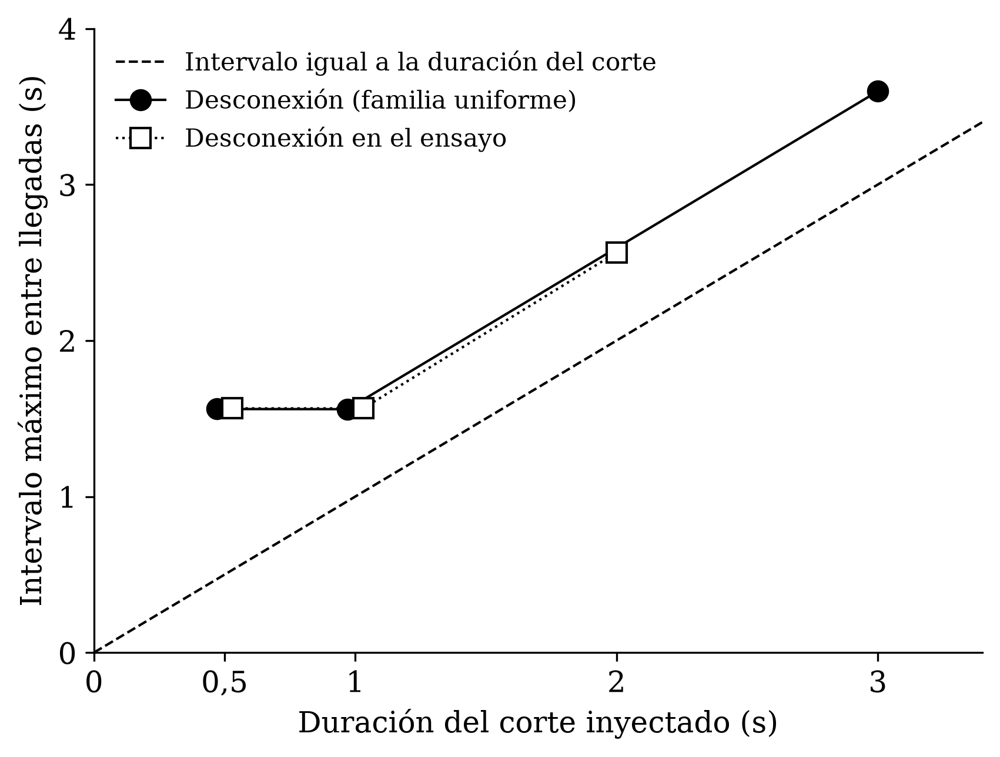 Intervalo máximo entre llegadas (s)
4
3
2
1
0
Intervalo igual a la duración del corte
Desconexión (familia uniforme)
Desconexión en el ensayo
0 0,5 1 2 3
Duración del corte inyectado (s)